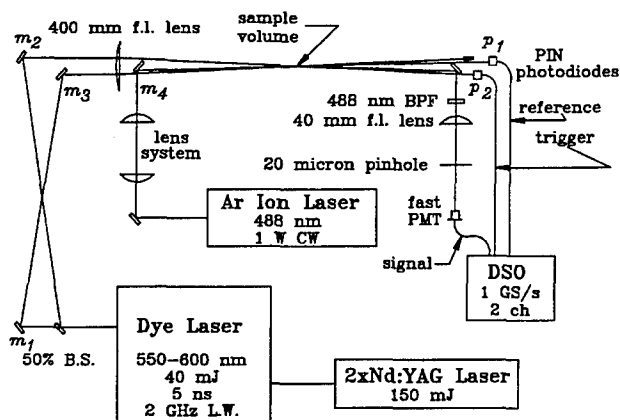 400 mm f.l. lens
sample
volume
m2
m3
m4
p1
p2
PIN
photodiodes
488 nm BPF
40 mm f.l. lens
reference
trigger
lens
system
20 micron pinhole
Ar Ion Laser
488 nm
1 W CW
fast
PMT
signal
DSO
1 GS/s
2 ch
m1
50% B.S.
Dye Laser
550-600 nm
40 mJ
5 ns
2 GHz L.W.
2xNd:YAG Laser
150 mJ